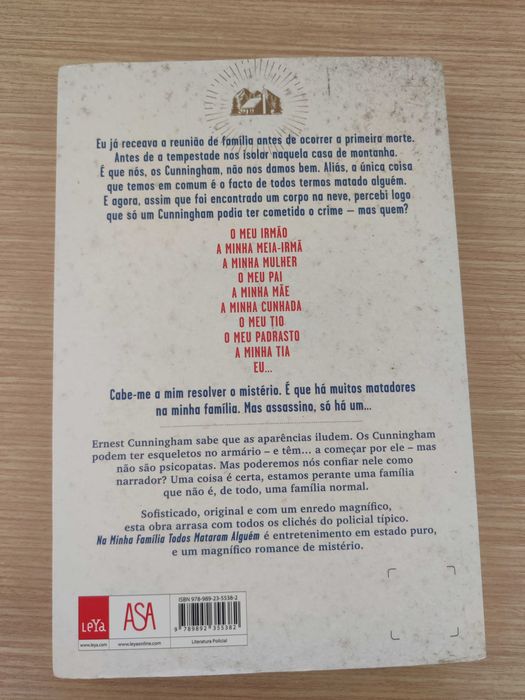 Eu já receava a reunião de família antes de ocorrer a primeira morte.
Antes de a tempestade nos isolar naquela casa de montanha.
É que nós, os Cunningham, não nos damos bem. Aliás, a única coisa
que temos em comum é o facto de todos termos matado alguém.
E agora, assim que foi encontrado um corpo na neve, percebi logo
que só um Cunningham podia ter cometido o crime – mas quem?
O MEU IRMÃO
A MINHA MEIA-IRMÃ
A MINHA MULHER
O MEU PAI
A MINHA MÃE
A MINHA CUNHADA
O MEU TIO
O MEU PADRASTO
A MINHA TIA
EU...
Cabe-me a mim resolver o mistério. É que há muitos matadores
na minha família. Mas assassino, só há um...
Ernest Cunningham sabe que as aparências iludem. Os Cunningham
podem ter esqueletos no armário – e têm... a começar por ele – mas
não são psicopatas. Mas poderemos nós confiar nele como
narrador? Uma coisa é certa, estamos perante uma família
que não é, de todo, uma família normal.
Sofisticado, original e com um enredo magnífico,
esta obra arrasa com todos os clichés do policial típico.
Na Minha Família Todos Mataram Alguém é entretenimento em estado puro,
e um magnífico romance de mistério.
LeYa
www.leya.com
ASA
www.leyaonline.com
ISBN 978-989-23-5538-2
9 789892 355382
Literatura Policial